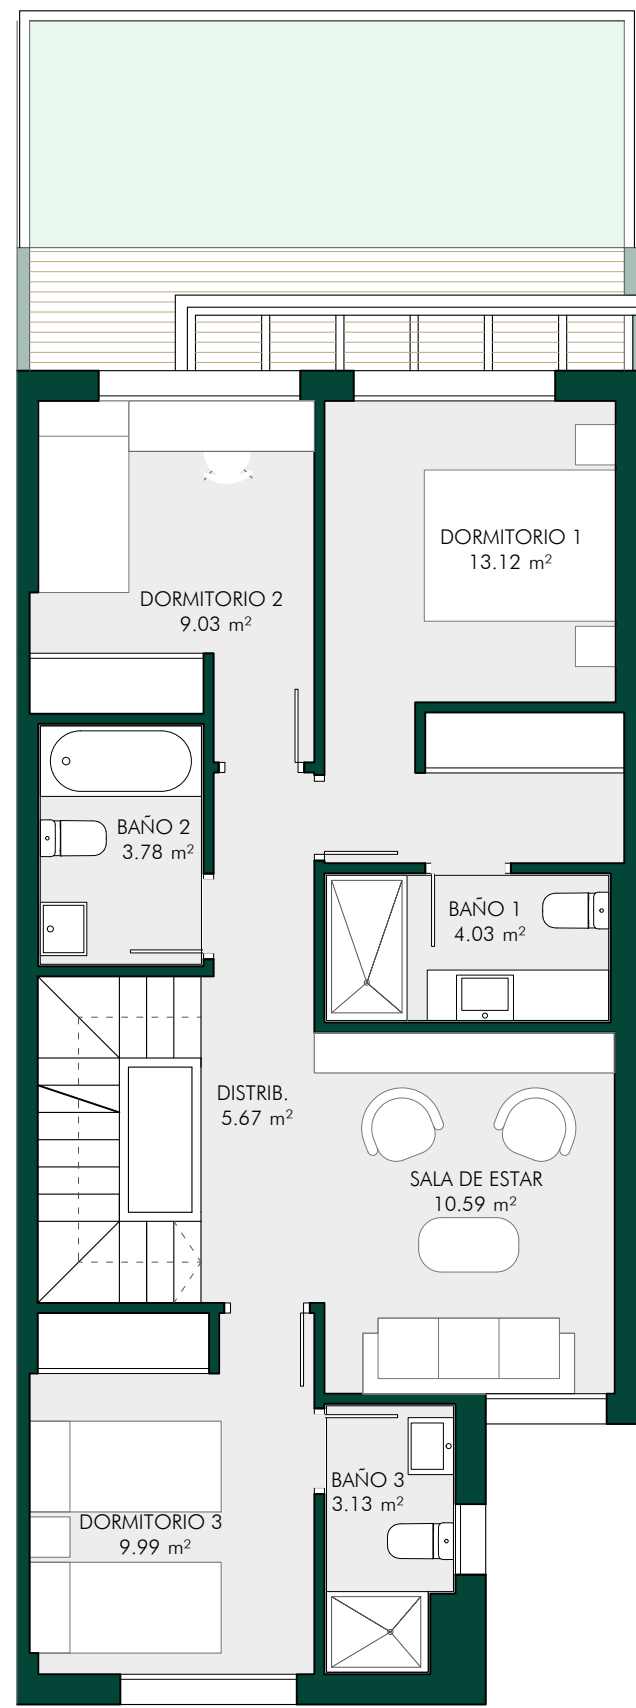 DORMITORIO 1
13.12 m²
DORMITORIO 2
9.03 m²
BAÑO 2
3.78 m²
BAÑO 1
4.03 m²
DISTRIB.
5.67 m²
SALA DE ESTAR
10.59 m²
BAÑO 3
3.13 m²
DORMITORIO 3
9.99 m²